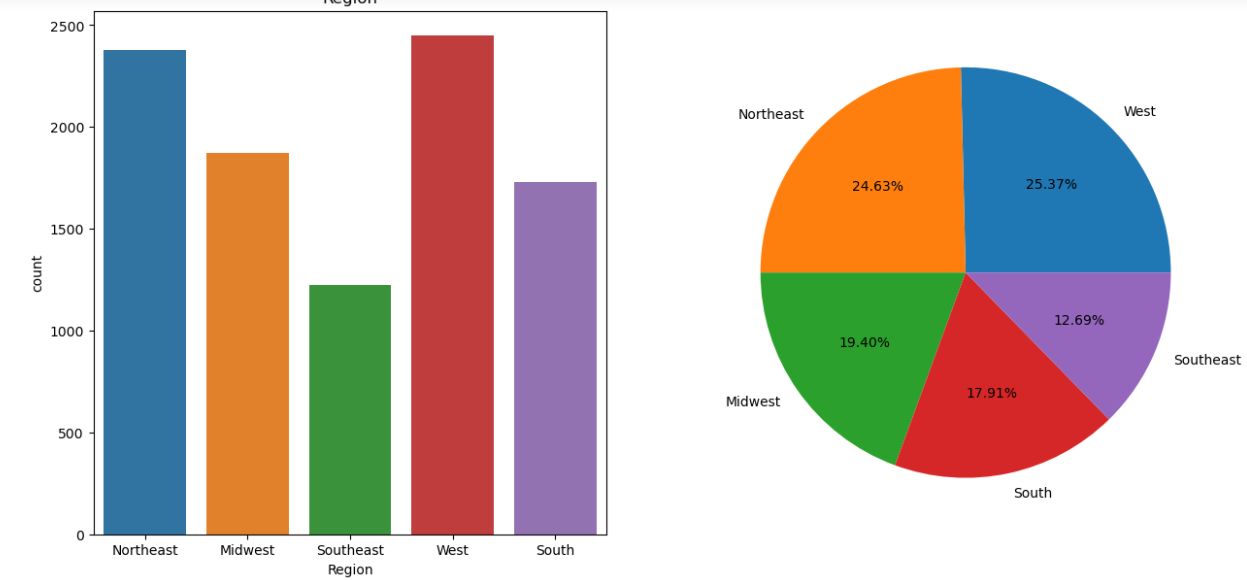 Region
2500
2000
1500
1000
500
0
count
Northeast
Midwest
Southeast
West
South
Region
Northeast
West
24.63%
25.37%
19.40%
12.69%
17.91%
Midwest
Southeast
South